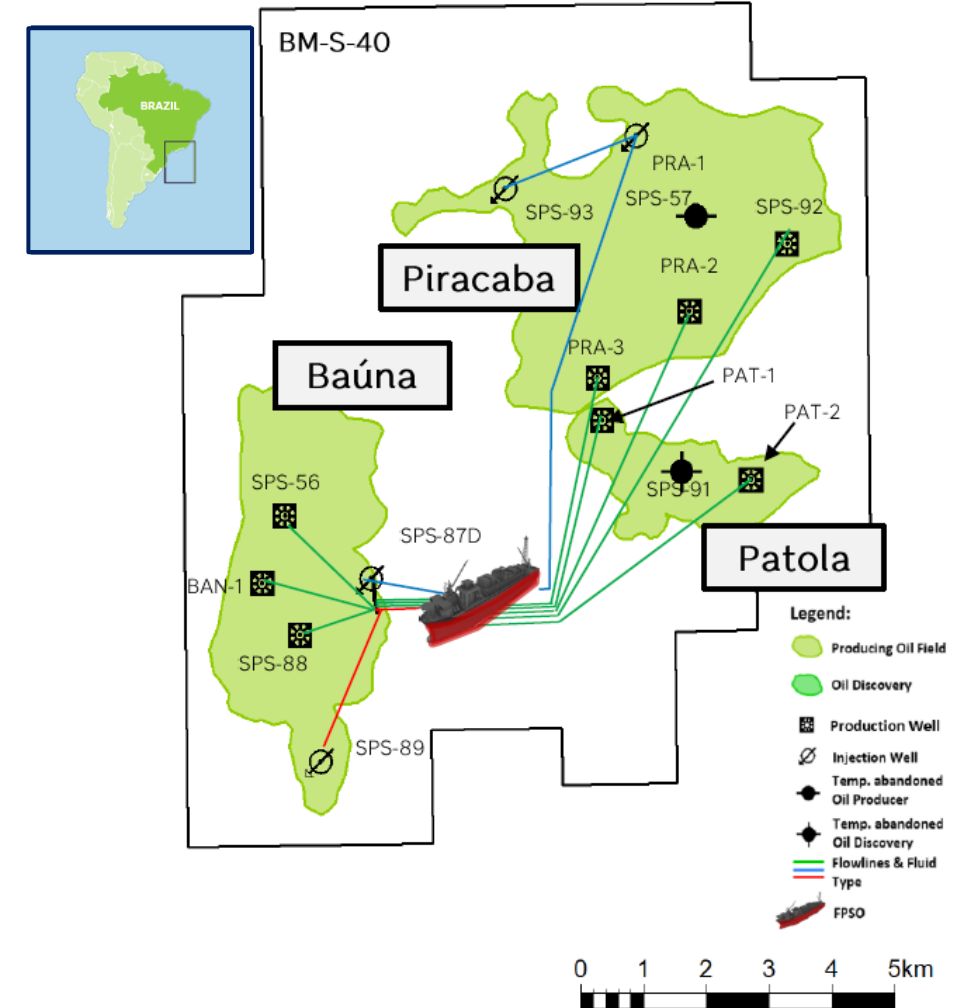 BM-S-40
BRAZIL
PRA-1
SPS-57
SPS-93
SPS-92
PRA-2
Piracaba
PRA-3
PAT-1
Baúna
PAT-2
SPS-56
SPS-91
SPS-87D
Patola
BAN-1
SPS-88
SPS-89
Legend:
Producing Oil Field
Oil Discovery
Production Well
Injection Well
Temp. abandoned
Oil Producer
Temp. abandoned
Oil Discovery
Flowlines & Fluid
Type
FPSO
0 1 2 3 4 5km